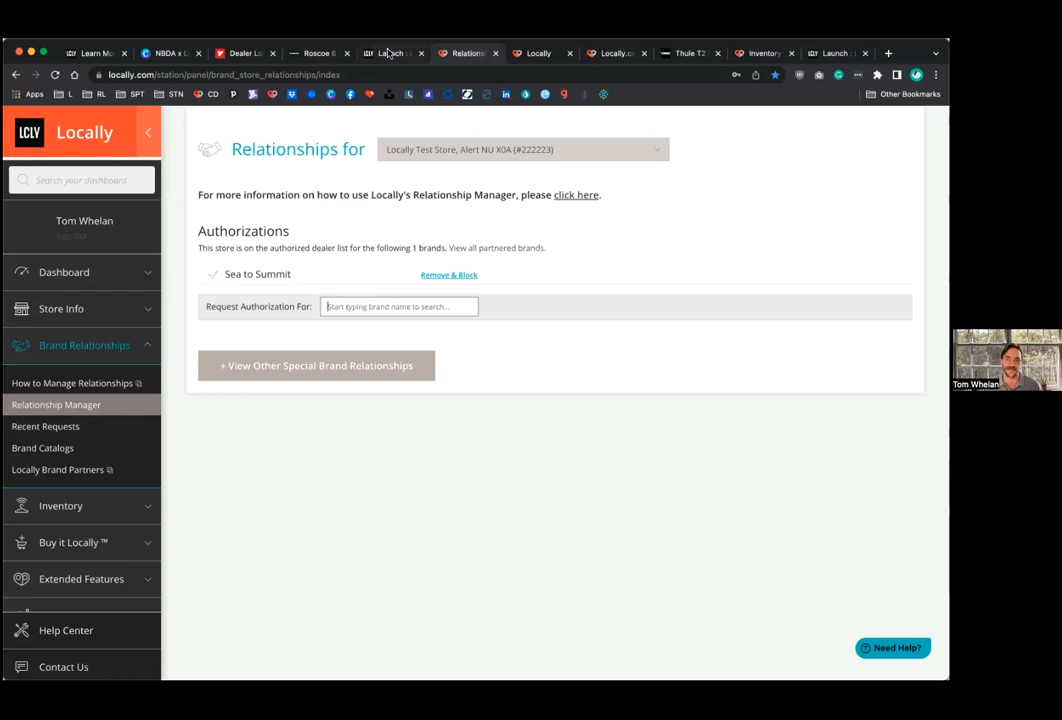 Learn Mo
NBDA x L
Dealer Lo
Roscoe 6
LCLY
Launch : L
Relations
Locally
Locally.co
Thule T2
Inventory
LCLY
Launch : L
locally.com/station/panel/brand_store_relationships/index
Apps
L
RL
SPT
STN
CD
Other Bookmarks
LCLY
Locally
Search your dashboard
Tom Whelan
Sign Out
Dashboard
Store Info
Brand Relationships
How to Manage Relationships
Relationship Manager
Recent Requests
Brand Catalogs
Locally Brand Partners
Inventory
Buy it Locally ™
Extended Features
Help Center
Contact Us
Relationships for
Locally Test Store, Alert NU X0A (#222223)
For more information on how to use Locally's Relationship Manager, please click here.
Authorizations
This store is on the authorized dealer list for the following 1 brands. View all partnered brands.
Sea to Summit
Remove & Block
Request Authorization For:
Start typing brand name to search...
+ View Other Special Brand Relationships
Need Help?
Tom Whelan